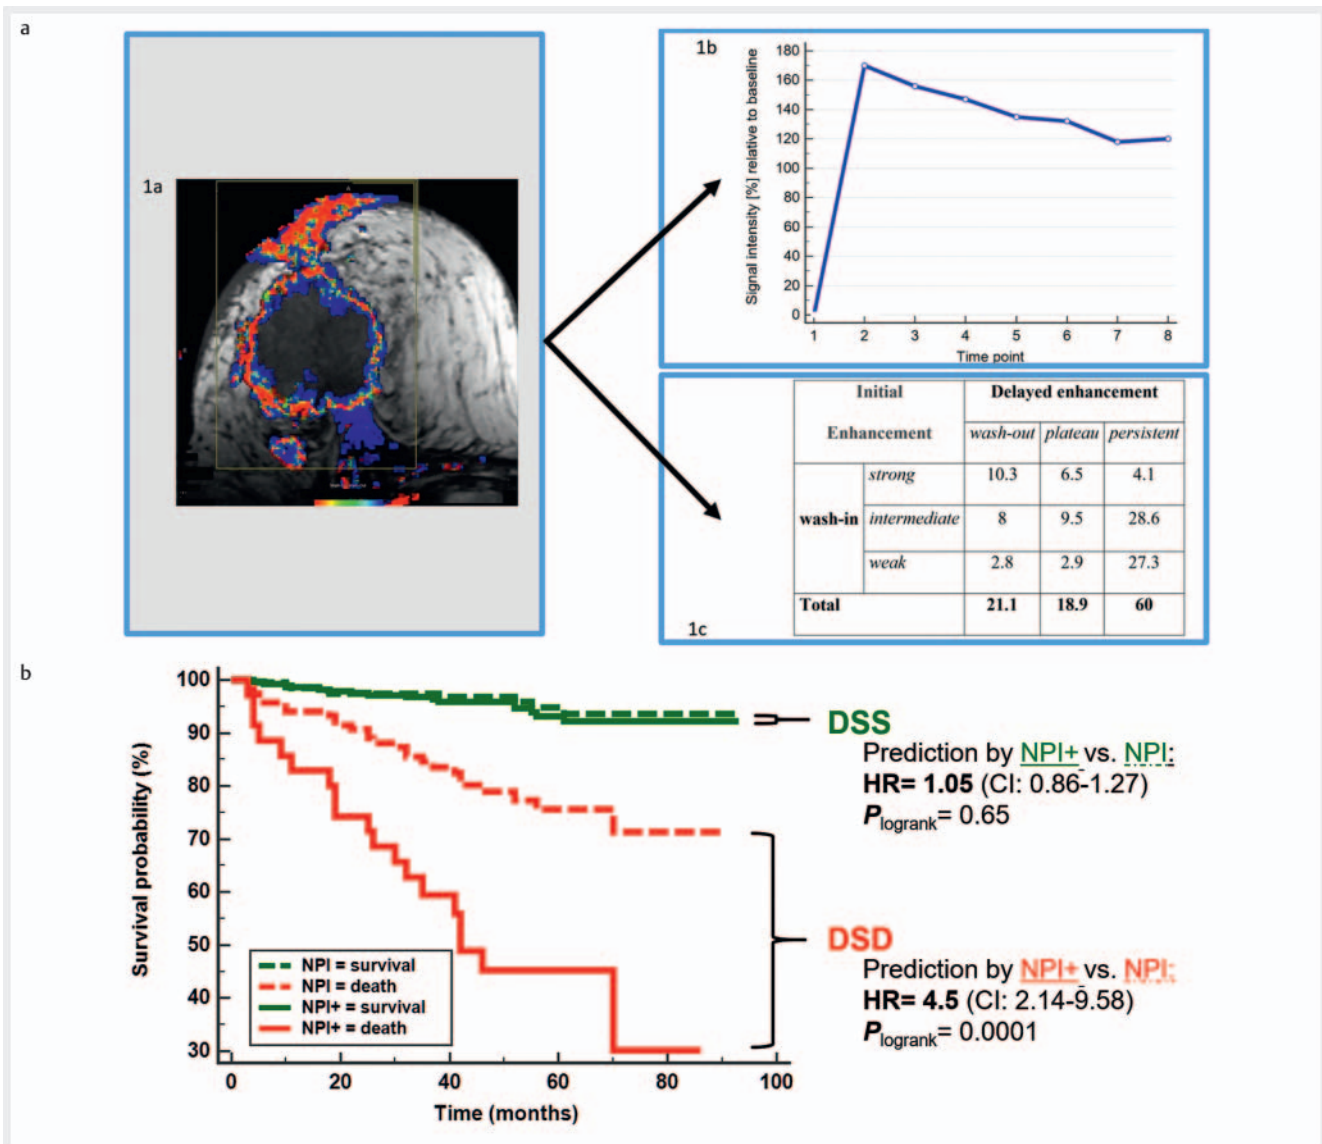 a
1a
1b
Signal intensity [%] relative to baseline
180
160
140
120
100
80
60
40
20
0
1 2 3 4 5 6 7 8
Time point
1c
Initial Enhancement Delayed enhancement
wash-out plateau persistent
wash-in strong 10.3 6.5 4.1
intermediate 8 9.5 28.6
weak 2.8 2.9 27.3
Total 21.1 18.9 60
b
Survival probability (%)
100
90
80
70
60
50
40
30
0 20 40 60 80 100
Time (months)
NPI = survival
NPI = death
NPI+ = survival
NPI+ = death
DSS
Prediction by NPI+ vs. NPI:
HR= 1.05 (CI: 0.86-1.27)
Plogrank= 0.65
DSD
Prediction by NPI+ vs. NPI:
HR= 4.5 (CI: 2.14-9.58)
Plogrank= 0.0001